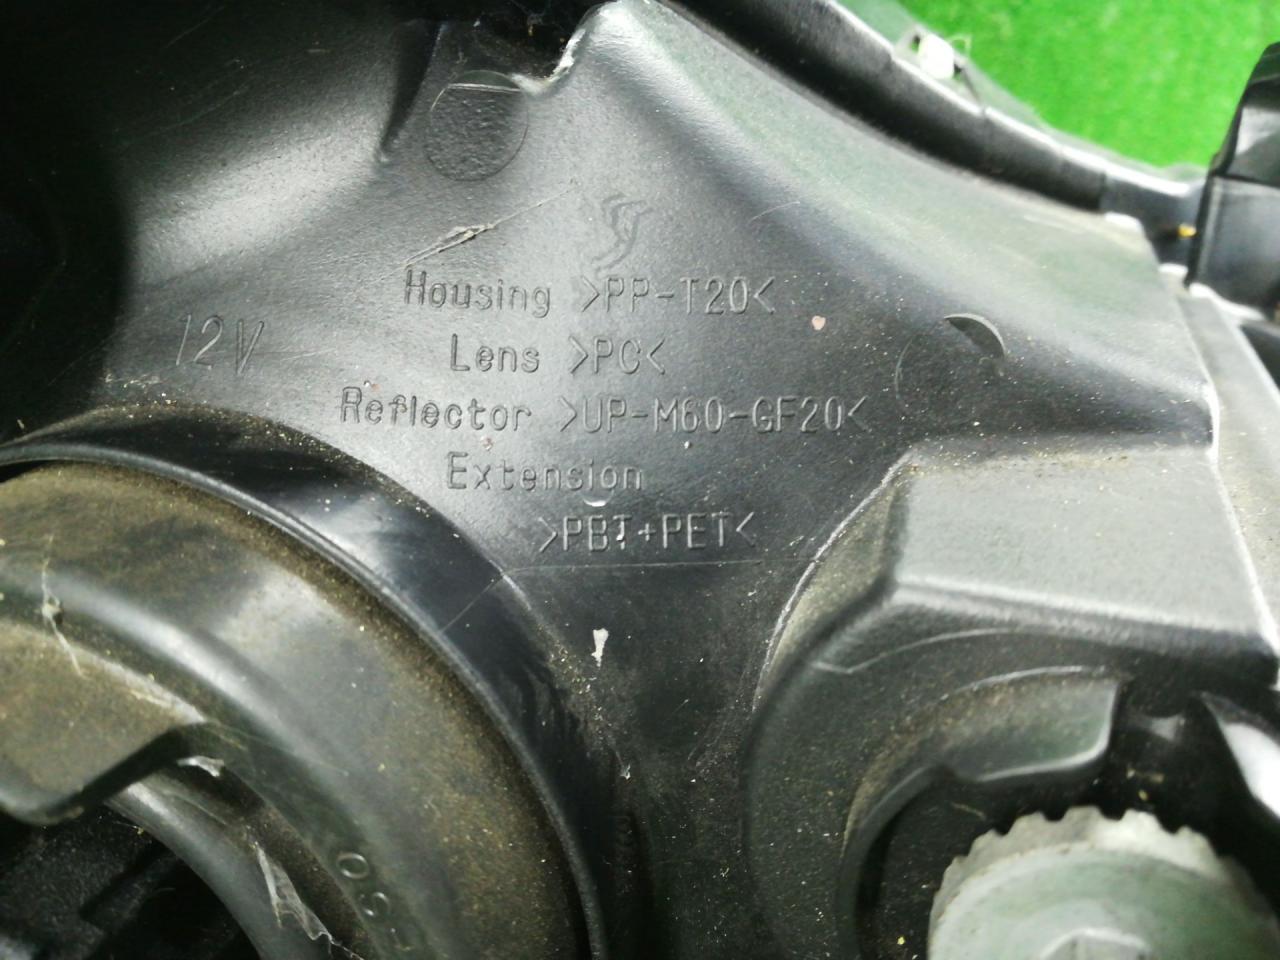 12V
Housing >PP-T20<
Lens >PC<
Reflector >UP-M60-GF20<
Extension
>PBT+PET<